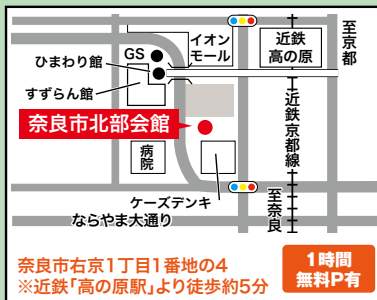 イオン
モール
近鉄
高の原
至京都
GS
ひまわり館
すずらん館
奈良市北部会館
近鉄京都線
病院
ケーズデンキ
至奈良
ならやま大通り
奈良市右京1丁目1番地の4
※近鉄「高の原駅」より徒歩約5分
1時間
無料P有